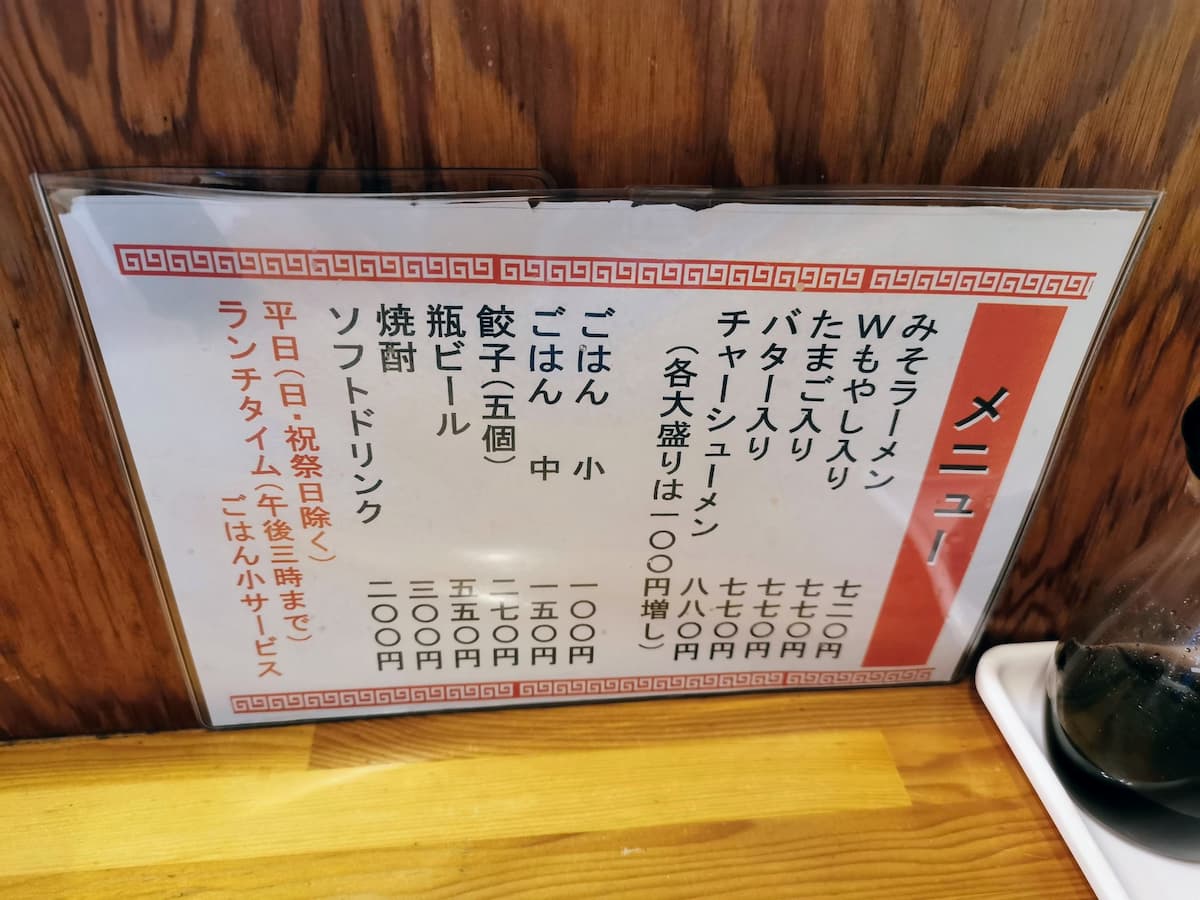 メニュー
みそラーメン 七二〇円
Wもやし入り 七七〇円
たまご入り 七七〇円
バター入り 七七〇円
チャーシューメン 八八〇円
（各大盛りは一〇〇円増し）
ごはん 小 一〇〇円
ごはん 中 一五〇円
餃子（五個） 二七〇円
瓶ビール 五五〇円
焼酎 三〇〇円
ソフトドリンク 二〇〇円
平日（日・祝祭日除く）
ランチタイム（午後三時まで）
ごはん小サービス